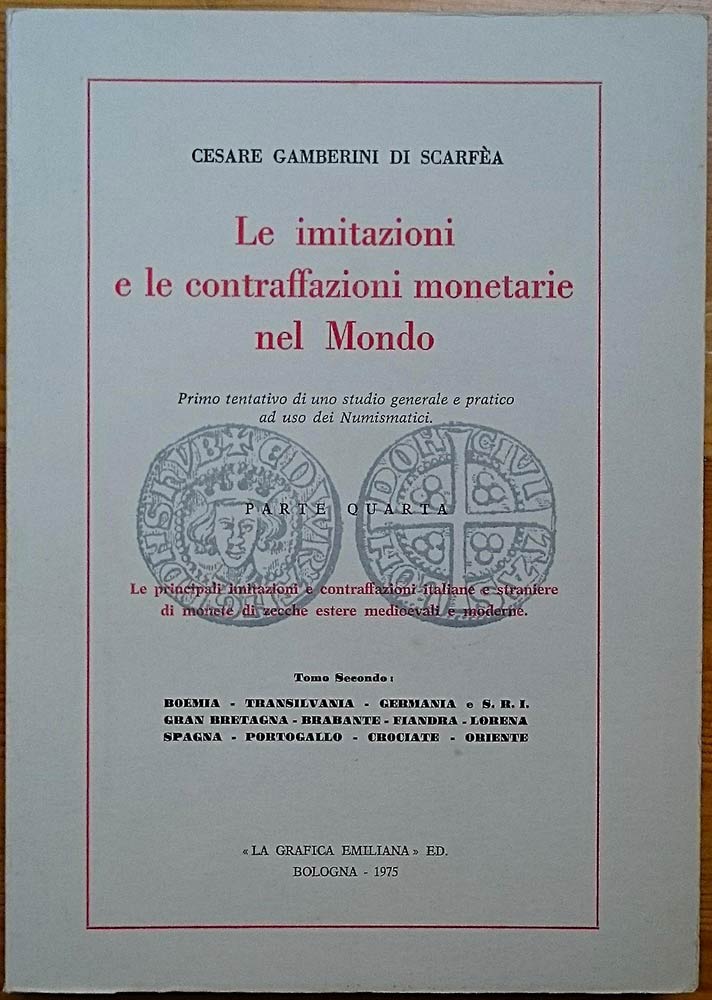 CESARE GAMBERINI DI SCARFÈA
Le imitazioni
e le contraffazioni monetarie
nel Mondo
Primo tentativo di uno studio generale e pratico
ad uso dei Numismatici.
PARTE QUARTA
Le principali imitazioni e contraffazioni italiane e straniere
di monete di zecche estere medioevali e moderne.
Tomo Secondo:
BOEMIA - TRANSILVANIA - GERMANIA e S. R. I.
GRAN BRETAGNA - BRABANTE - FIANDRA - LORENA
SPAGNA - PORTOGALLO - CROCIATE - ORIENTE
«LA GRAFICA EMILIANA» ED.
BOLOGNA - 1975